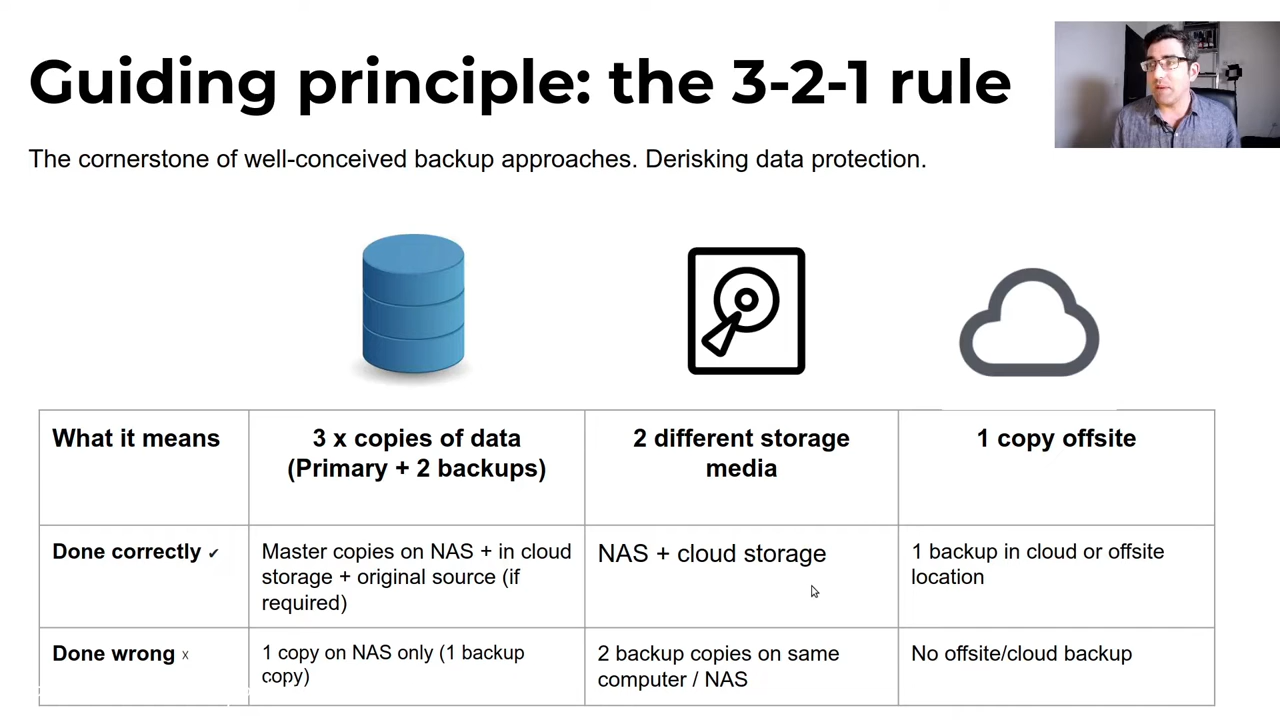 Guiding principle: the 3-2-1 rule
The cornerstone of well-conceived backup approaches. Derisking data protection.
What it means
3 x copies of data
(Primary + 2 backups)
2 different storage
media
1 copy offsite
Done correctly ✔
Master copies on NAS + in cloud
storage + original source (if
required)
NAS + cloud storage
1 backup in cloud or offsite
location
Done wrong ☓
1 copy on NAS only (1 backup
copy)
2 backup copies on same
computer / NAS
No offsite/cloud backup